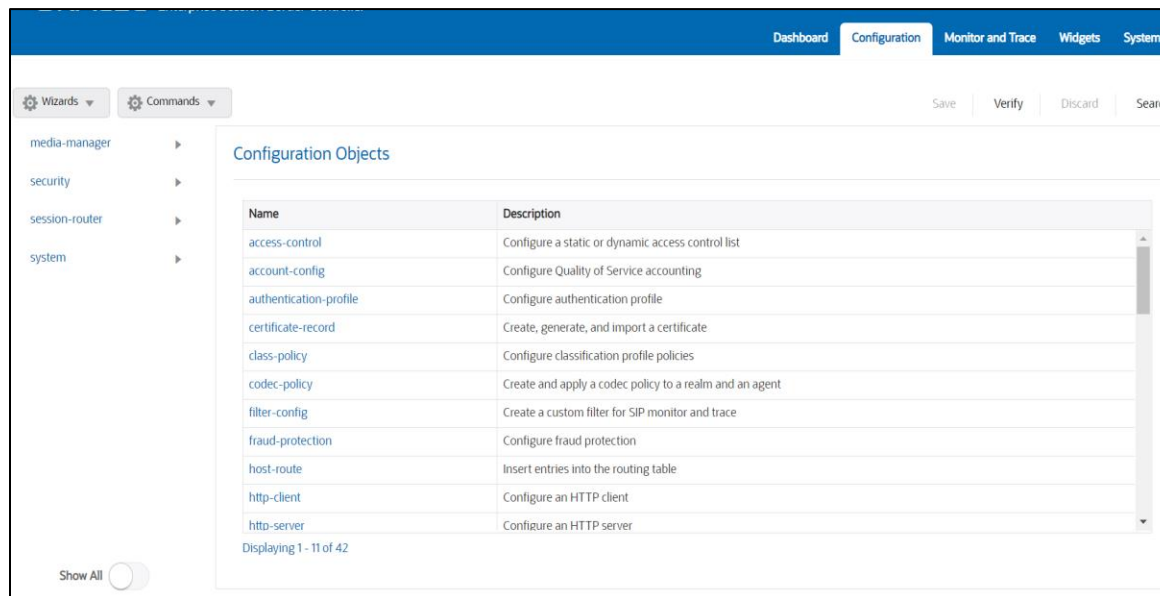 Dashboard Configuration Monitor and Trace Widgets System
Wizards Commands Save Verify Discard Sear
media-manager
security
session-router
system
Configuration Objects
Name Description
access-control Configure a static or dynamic access control list
account-config Configure Quality of Service accounting
authentication-profile Configure authentication profile
certificate-record Create, generate, and import a certificate
class-policy Configure classification profile policies
codec-policy Create and apply a codec policy to a realm and an agent
filter-config Create a custom filter for SIP monitor and trace
fraud-protection Configure fraud protection
host-route Insert entries into the routing table
http-client Configure an HTTP client
http-server Configure an HTTP server
Displaying 1 - 11 of 42
Show All